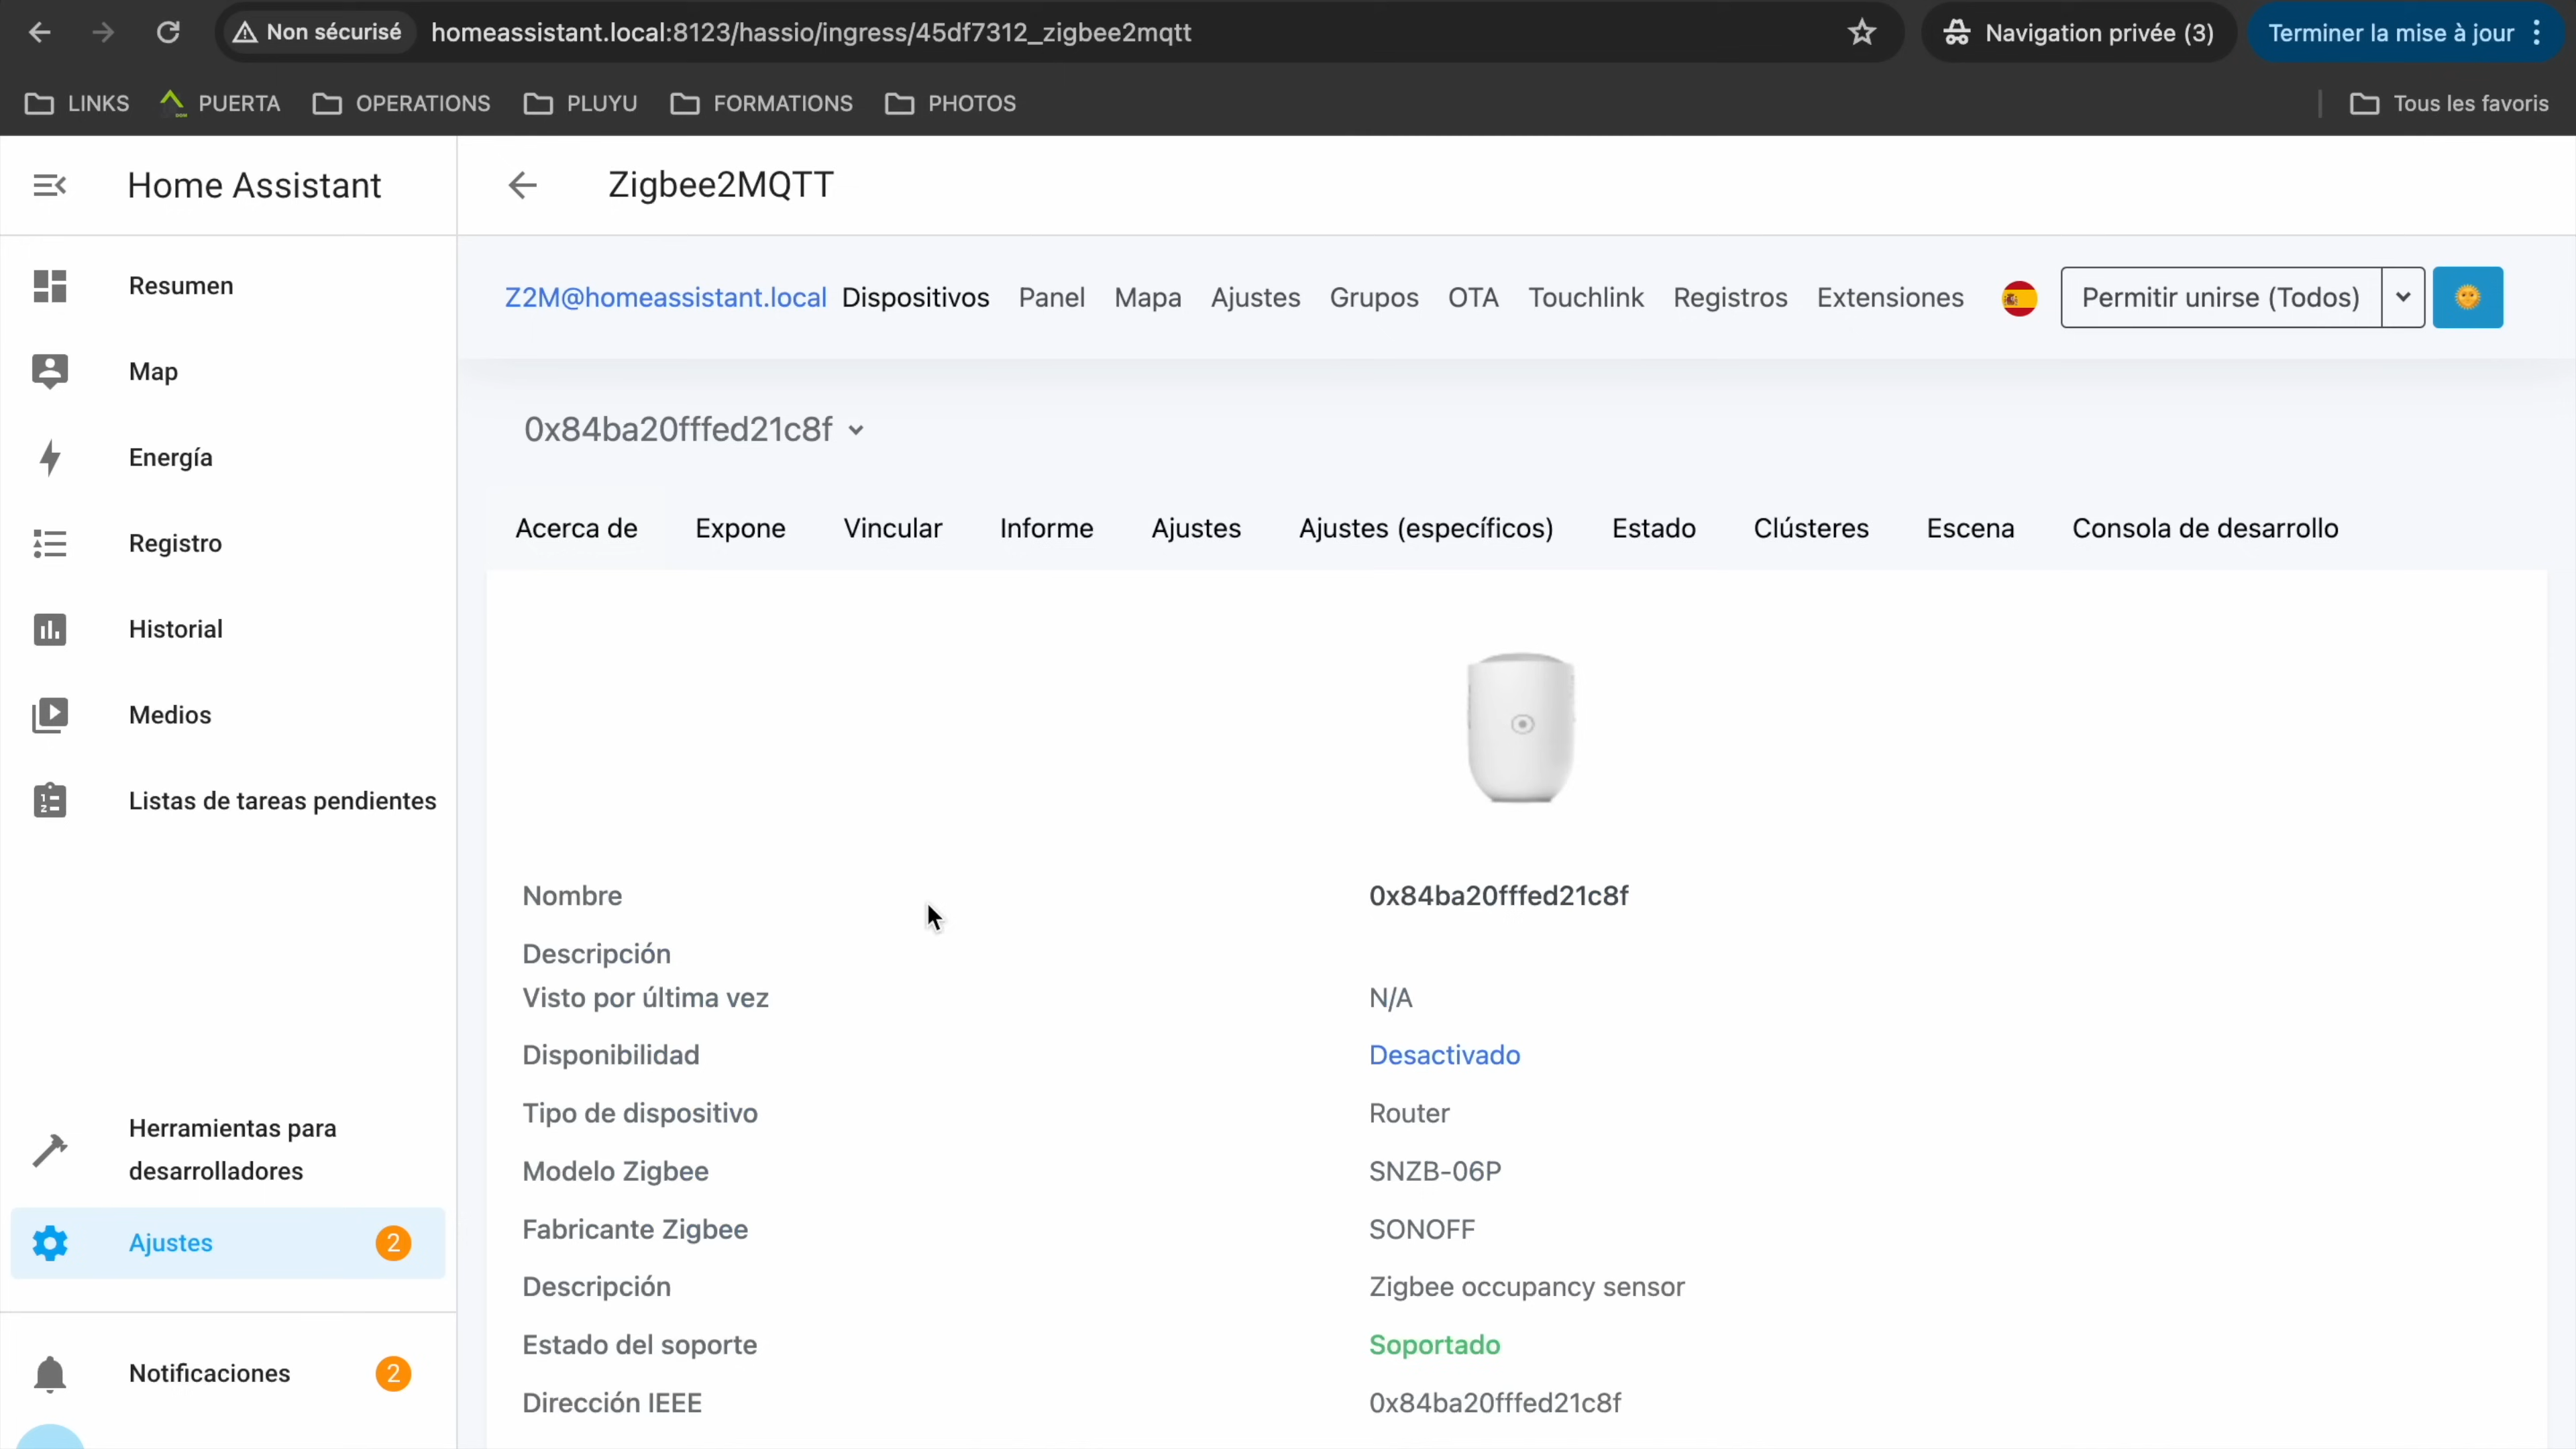 Non sécurisé
homeassistant.local:8123/hassio/ingress/45df7312_zigbee2mqtt
Navigation privée (3)
Terminer la mise à jour
LINKS
PUERTA
OPERATIONS
PLUYU
FORMATIONS
PHOTOS
Tous les favoris
Home Assistant
Zigbee2MQTT
Resumen
Map
Energía
Registro
Historial
Medios
Listas de tareas pendientes
Herramientas para
desarrolladores
Ajustes 2
Notificaciones 2
Z2M@homeassistant.local Dispositivos Panel Mapa Ajustes Grupos OTA Touchlink Registros Extensiones Permitir unirse (Todos)
0x84ba20fffed21c8f
Acerca de Expone Vincular Informe Ajustes Ajustes (específicos) Estado Clústeres Escena Consola de desarrollo
Nombre 0x84ba20fffed21c8f
Descripción
Visto por última vez N/A
Disponibilidad Desactivado
Tipo de dispositivo Router
Modelo Zigbee SNZB-06P
Fabricante Zigbee SONOFF
Descripción Zigbee occupancy sensor
Estado del soporte Soportado
Dirección IEEE 0x84ba20fffed21c8f